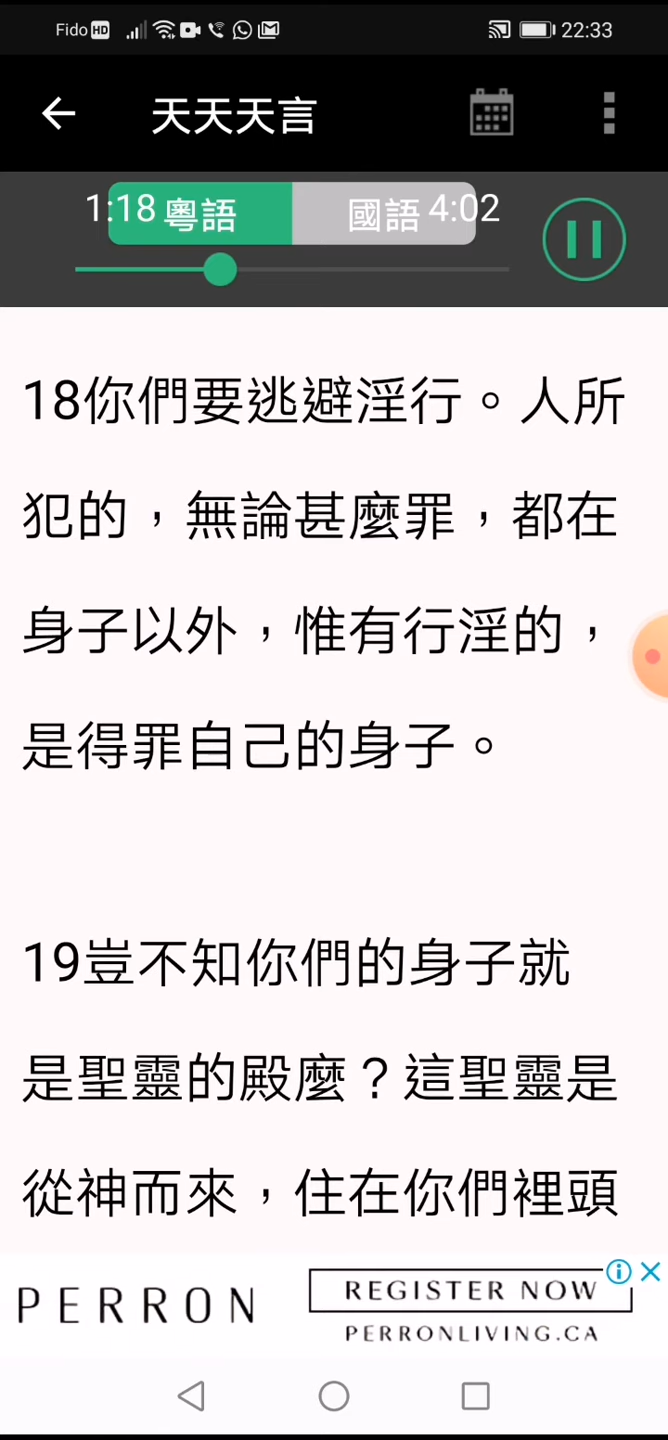 Fido HD 22:33
天天天言
1:18 粵語 國語 4:02
18你們要逃避淫行。人所
犯的，無論甚麼罪，都在
身子以外，惟有行淫的，
是得罪自己的身子。
19豈不知你們的身子就
是聖靈的殿麼？這聖靈是
從神而來，住在你們裡頭
PERRON
REGISTER NOW
PERRONLIVING.CA